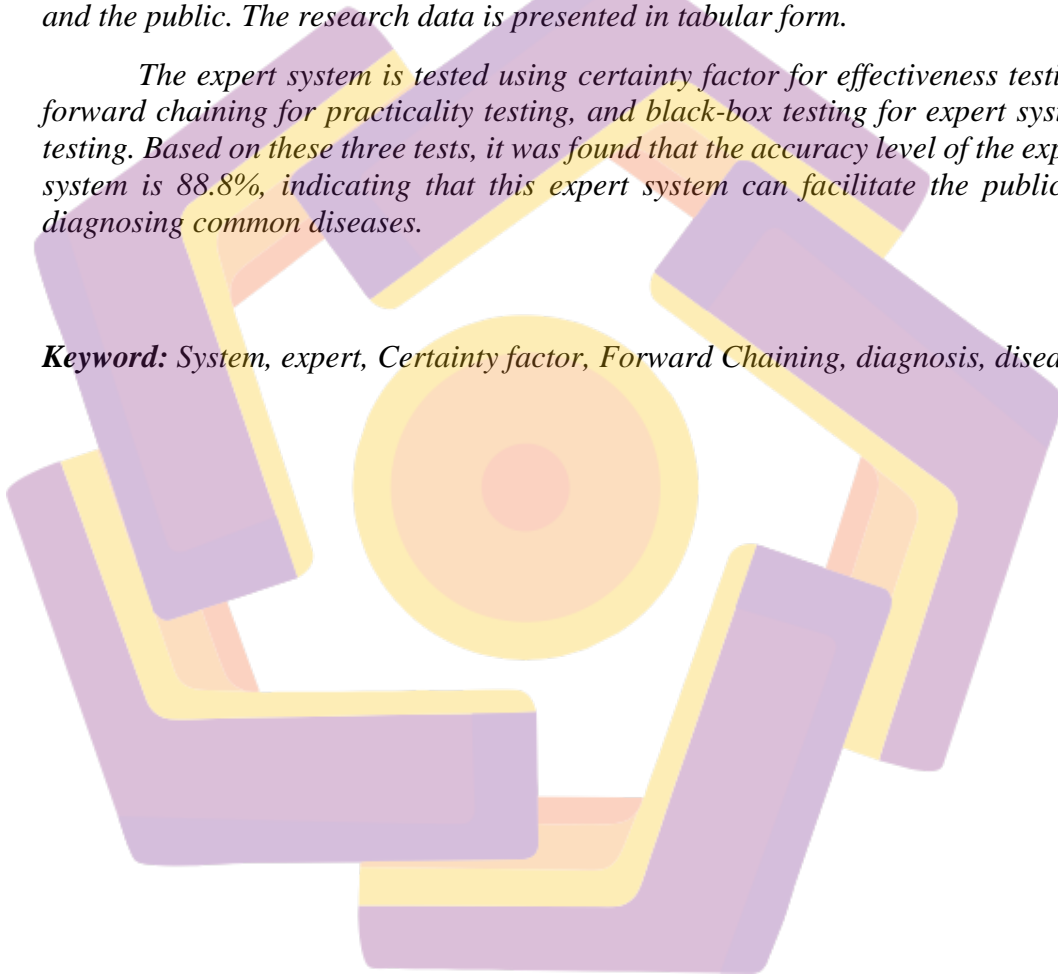 and the public. The research data is presented in tabular form.
The expert system is tested using certainty factor for effectiveness testi
forward chaining for practicality testing, and black-box testing for expert sys
testing. Based on these three tests, it was found that the accuracy level of the exp
system is 88.8%, indicating that this expert system can facilitate the public
diagnosing common diseases.
Keyword: System, expert, Certainty factor, Forward Chaining, diagnosis, disea